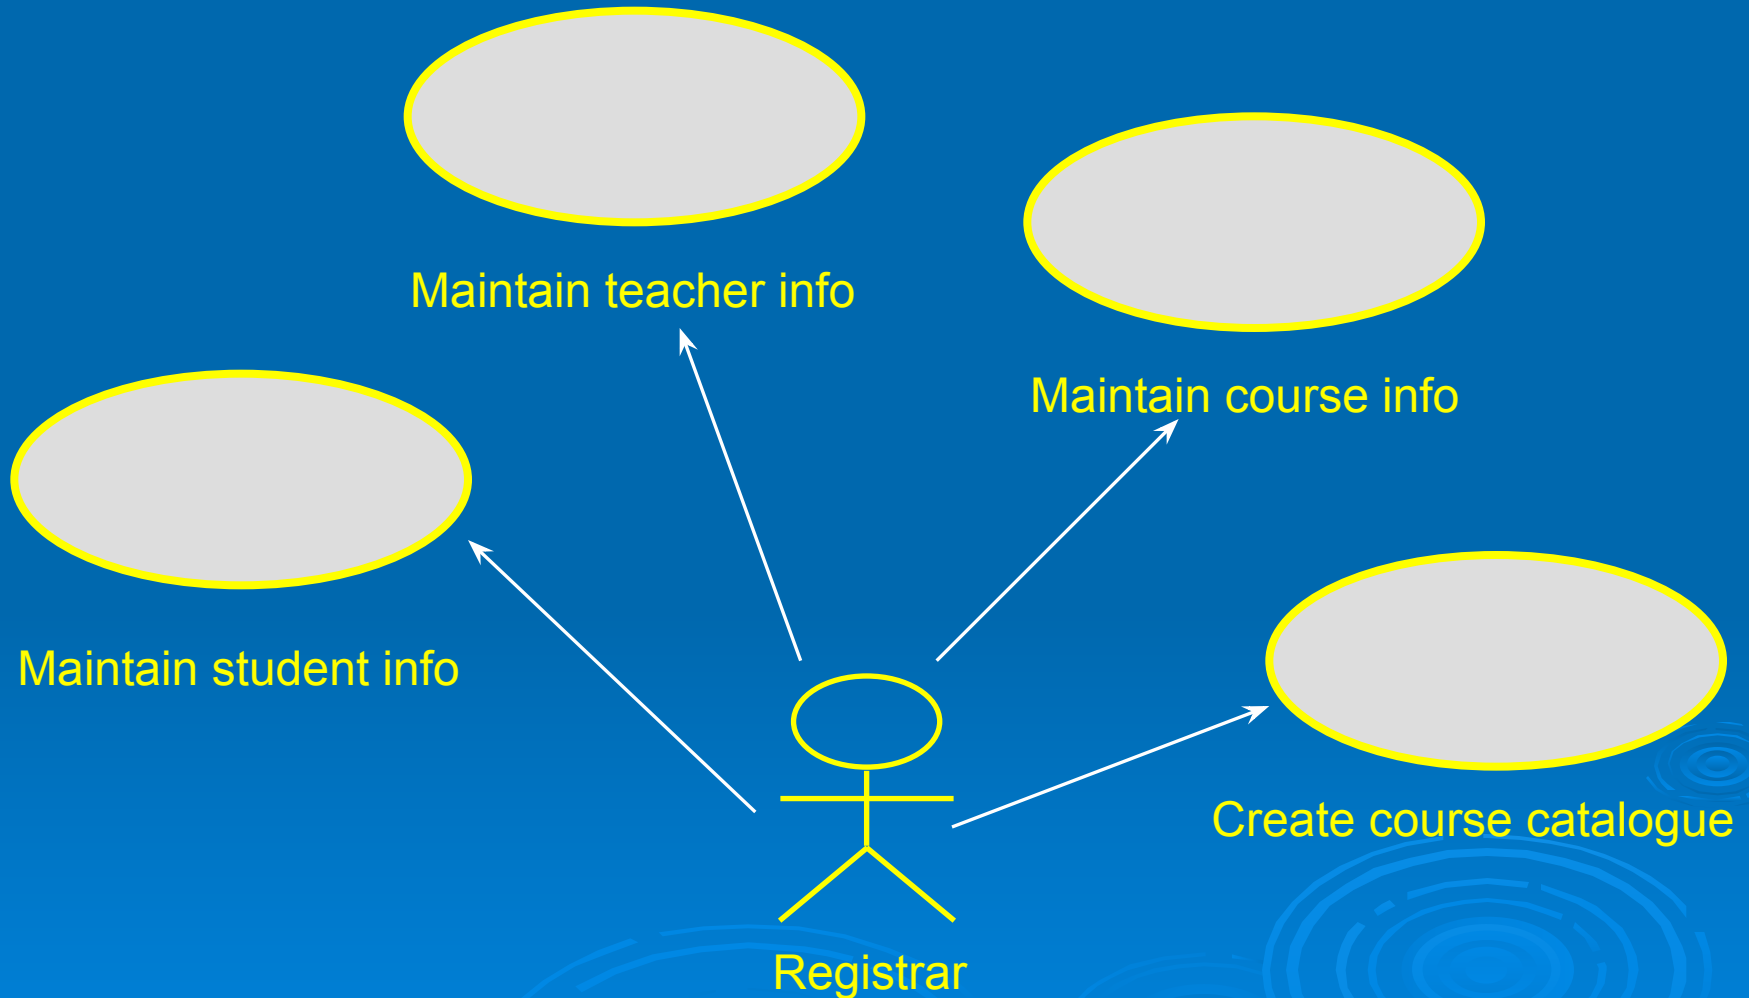 Maintain teacher info
Maintain course info
Maintain student info
Create course catalogue
Registrar